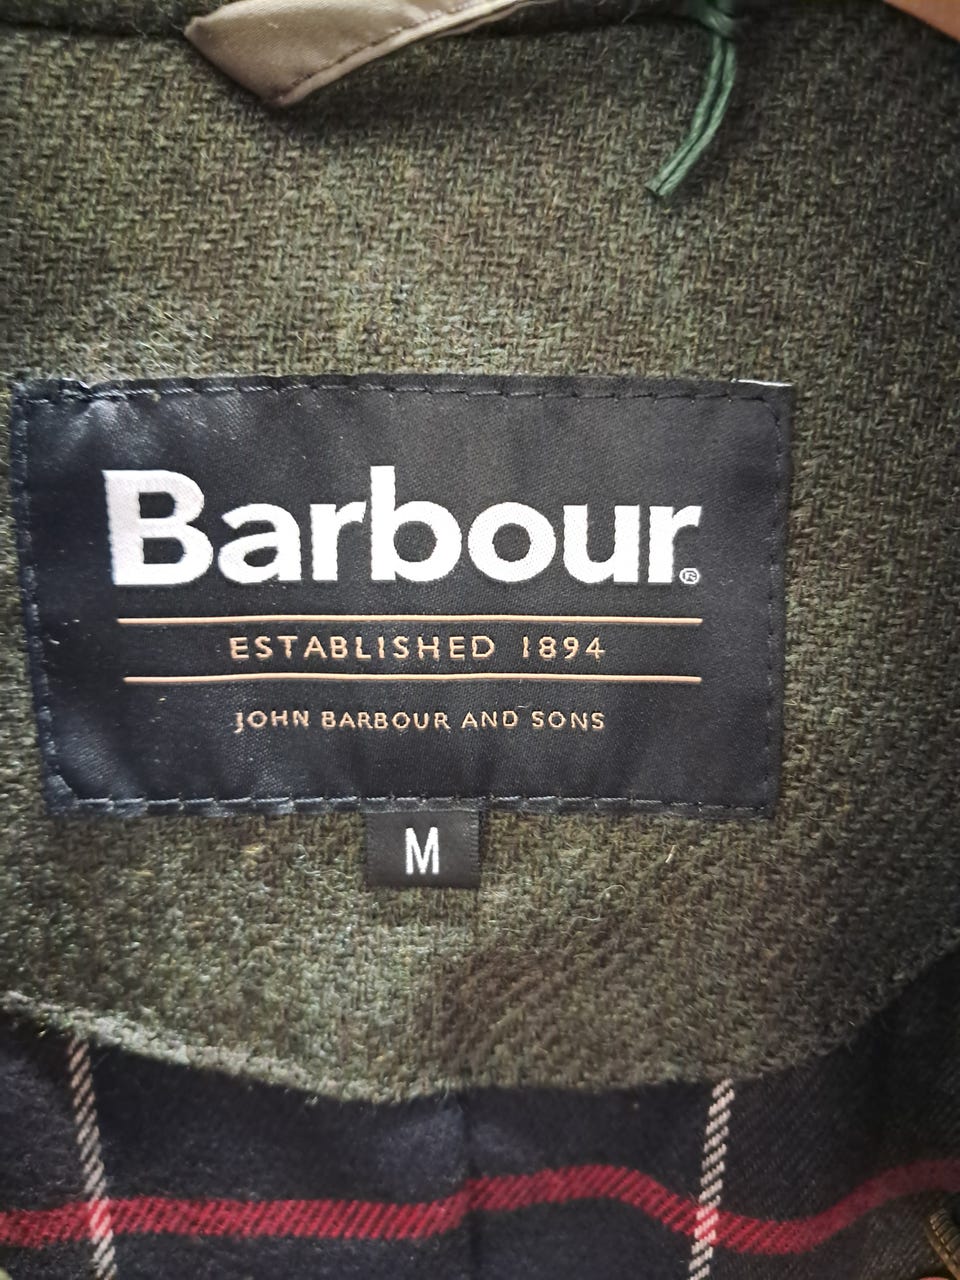 Barbour®
ESTABLISHED 1894
JOHN BARBOUR AND SONS
M